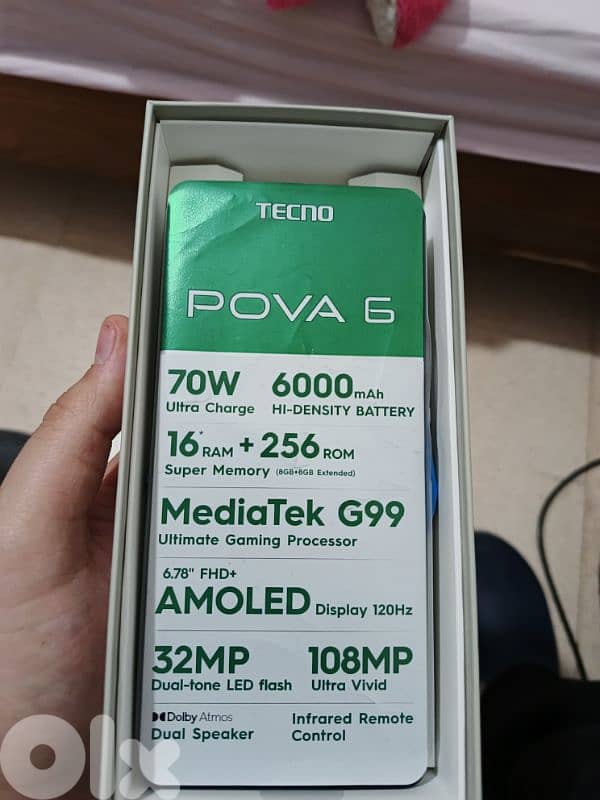 TECNO
POVA 6
70W 6000mAh
Ultra Charge HI-DENSITY BATTERY
16* RAM + 256 ROM
Super Memory (8GB+8GB Extended)
MediaTek G99
Ultimate Gaming Processor
6.78" FHD+
AMOLED Display 120Hz
32MP 108MP
Dual-tone LED flash Ultra Vivid
Dolby Atmos Infrared Remote
Dual Speaker Control
olx